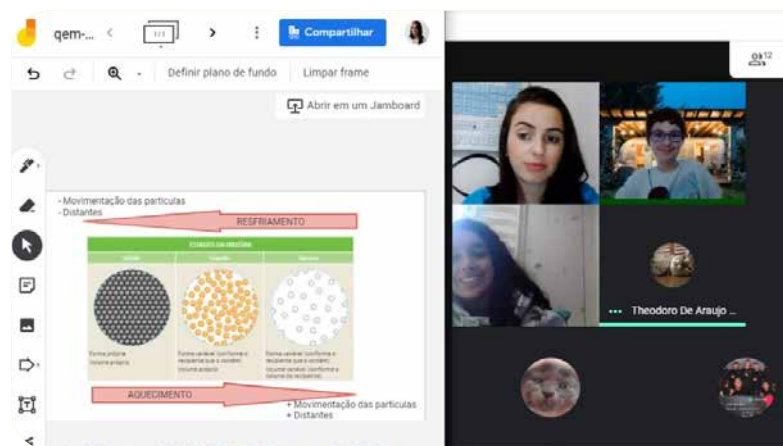 qem-...
1/1
Compartilhar
Definir plano de fundo
Limpar frame
Abrir em um Jamboard
- Movimentação das partículas
- Distantes
RESFRIAMENTO
ESTADOS DA MATÉRIA
Sólido
Líquido
Gasoso
Forma própria
Volume próprio
Forma variável (conforme o
recipiente que a contém)
Volume próprio
Forma variável (conforme o
recipiente que a contém)
Volume variável (conforme o
volume do recipiente)
AQUECIMENTO
+ Movimentação das partículas
+ Distantes
12
Theodoro De Araujo ...